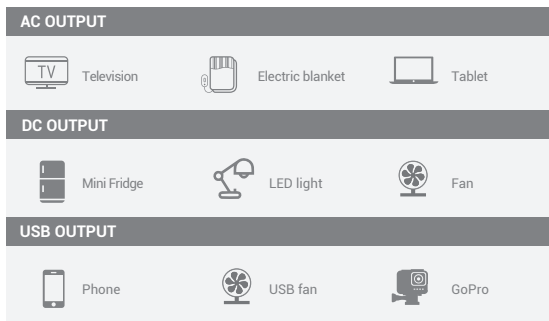 AC OUTPUT
TV Television Electric blanket Tablet
DC OUTPUT
Mini Fridge LED light Fan
USB OUTPUT
Phone USB fan GoPro